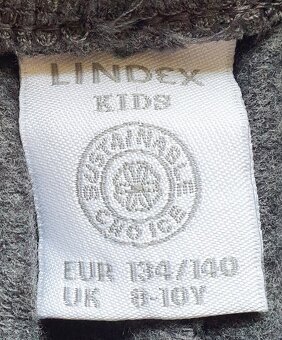 LINDEX
KIDS
SUSTAINABLE
CHOICE
EUR 134/140
UK 8-10Y